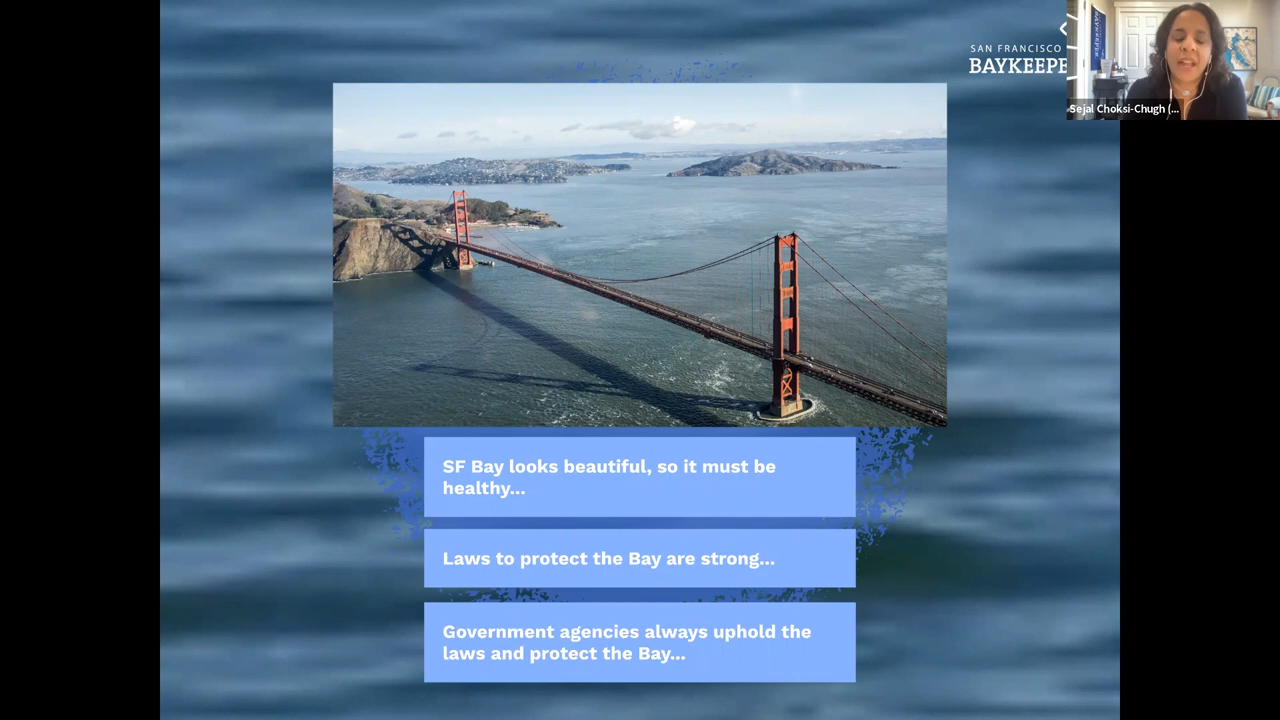 SAN FRANCISCO
BAYKEEPE
Sejal Choksi-Chugh (...
SF Bay looks beautiful, so it must be
healthy...
Laws to protect the Bay are strong...
Government agencies always uphold the
laws and protect the Bay...